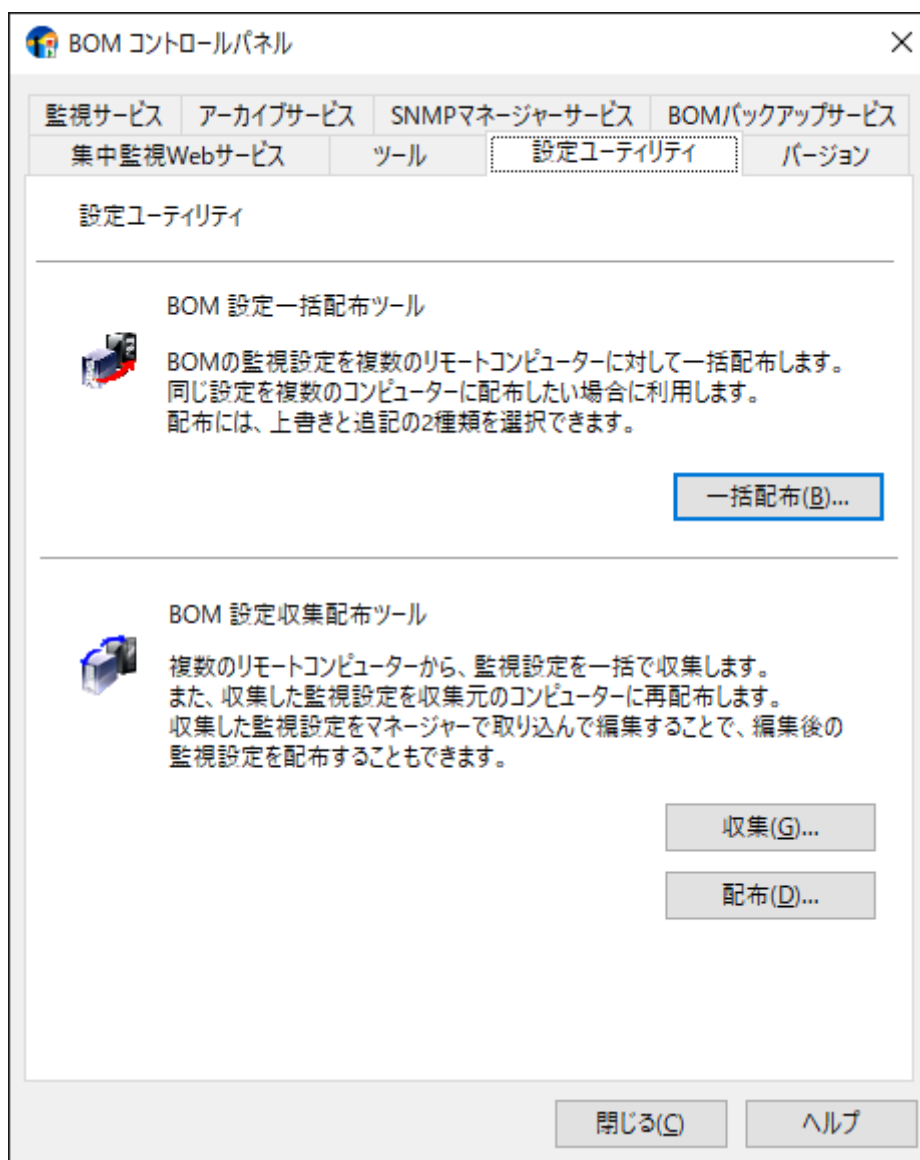 BOM コントロールパネル
監視サービス アーカイブサービス SNMPマネージャーサービス BOMバックアップサービス
集中監視Webサービス ツール 設定ユーティリティ バージョン
設定ユーティリティ
BOM 設定一括配布ツール
BOMの監視設定を複数のリモートコンピューターに対して一括配布します。
同じ設定を複数のコンピューターに配布したい場合に利用します。
配布には、上書きと追記の2種類を選択できます。
一括配布(B)...
BOM 設定収集配布ツール
複数のリモートコンピューターから、監視設定を一括で収集します。
また、収集した監視設定を収集元のコンピューターに再配布します。
収集した監視設定をマネージャーで取り込んで編集することで、編集後の
監視設定を配布することもできます。
収集(G)...
配布(D)...
閉じる(C) ヘルプ